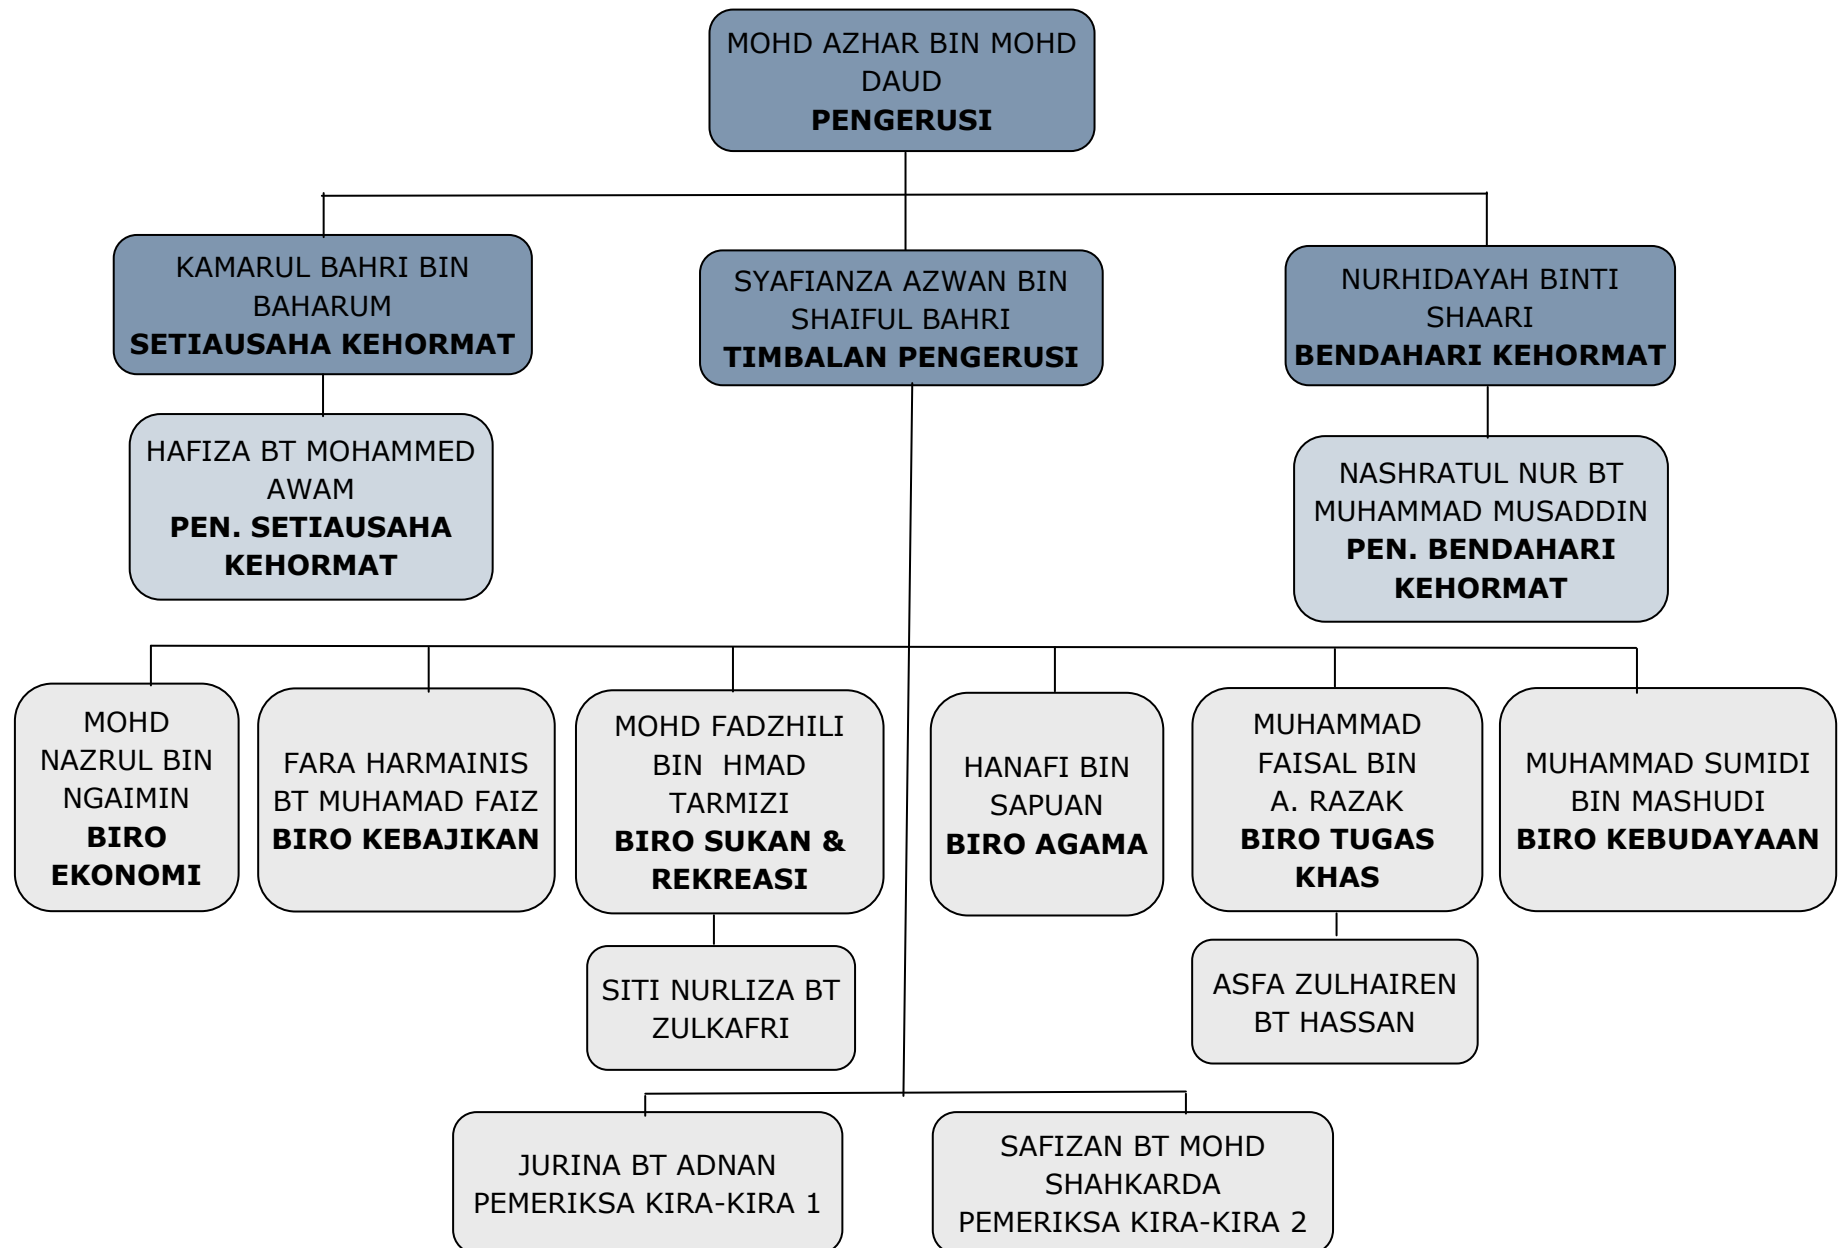 MOHD AZHAR BIN MOHD
DAUD
PENGERUSI
KAMARUL BAHRI BIN
BAHARUM
SETIAUSAHA KEHORMAT
SYAFIANZA AZWAN BIN
SHAIFUL BAHRI
TIMBALAN PENGERUSI
NURHIDAYAH BINTI
SHAARI
BENDAHARI KEHORMAT
HAFIZA BT MOHAMMED
AWAM
PEN. SETIAUSAHA
KEHORMAT
NASHRATUL NUR BT
MUHAMMAD MUSADDIN
PEN. BENDAHARI
KEHORMAT
MOHD
NAZRUL BIN
NGAIMIN
BIRO
EKONOMI
FARA HARMAINIS
BT MUHAMAD FAIZ
BIRO KEBAJIKAN
MOHD FADZHILI
BIN  HMAD
TARMIZI
BIRO SUKAN &
REKREASI
HANAFI BIN
SAPUAN
BIRO AGAMA
MUHAMMAD
FAISAL BIN
A. RAZAK
BIRO TUGAS
KHAS
MUHAMMAD SUMIDI
BIN MASHUDI
BIRO KEBUDAYAAN
SITI NURLIZA BT
ZULKAFRI
ASFA ZULHAIREN
BT HASSAN
JURINA BT ADNAN
PEMERIKSA KIRA-KIRA 1
SAFIZAN BT MOHD
SHAHKARDA
PEMERIKSA KIRA-KIRA 2